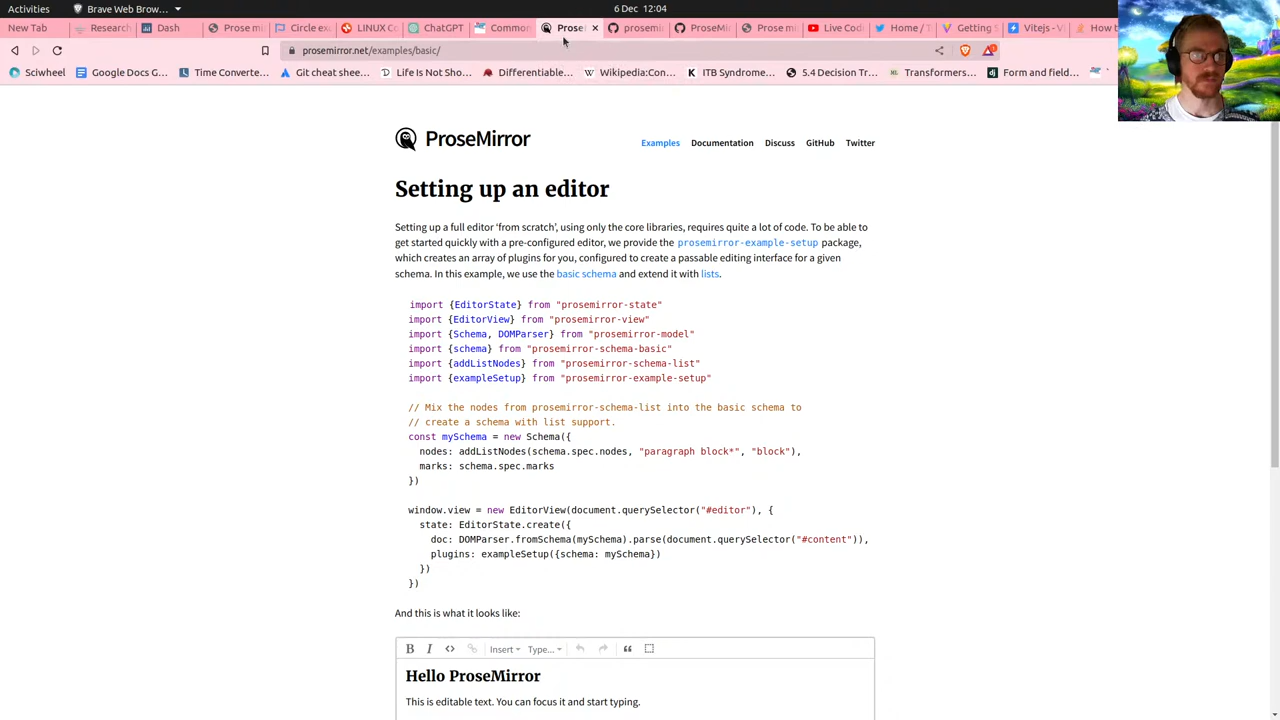 Activities
Brave Web Brow...
6 Dec 12:04
New Tab
Research
Dash
Prose mi
Circle ex
LINUX Co
ChatGPT
Common
Prose
prosemir
ProseMir
Prose mi
Home / T
Getting S
Vitejs - V
How to
prosemirror.net/examples/basic/
Sciwheel
Google Docs
Time Converte...
Git cheat shee...
Life Is Not Sho...
Differentiable...
Wikipedia:Con...
ITB Syndrome...
5.4 Decision Tr...
Transformers...
Form and field...
ProseMirror
Examples
Documentation
Discuss
GitHub
Twitter
Setting up an editor
Setting up a full editor ‘from scratch’, using only the core libraries, requires quite a lot of code. To be able to
get started quickly with a pre-configured editor, we provide the prosemirror-example-setup package,
which creates an array of plugins for you, configured to create a passable editing interface for a given
schema. In this example, we use the basic schema and extend it with lists.
import {EditorState} from "prosemirror-state"
import {EditorView} from "prosemirror-view"
import {Schema, DOMParser} from "prosemirror-model"
import {schema} from "prosemirror-schema-basic"
import {addListNodes} from "prosemirror-schema-list"
import {exampleSetup} from "prosemirror-example-setup"
// Mix the nodes from prosemirror-schema-list into the basic schema to
// create a schema with list support.
const mySchema = new Schema({
nodes: addListNodes(schema.spec.nodes, "paragraph block*", "block"),
marks: schema.spec.marks
})
window.view = new EditorView(document.querySelector("#editor"), {
state: EditorState.create({
doc: DOMParser.fromSchema(mySchema).parse(document.querySelector("#content")),
plugins: exampleSetup({schema: mySchema})
})
})
And this is what it looks like:
B I <> Insert Type...
Hello ProseMirror
This is editable text. You can focus it and start typing.